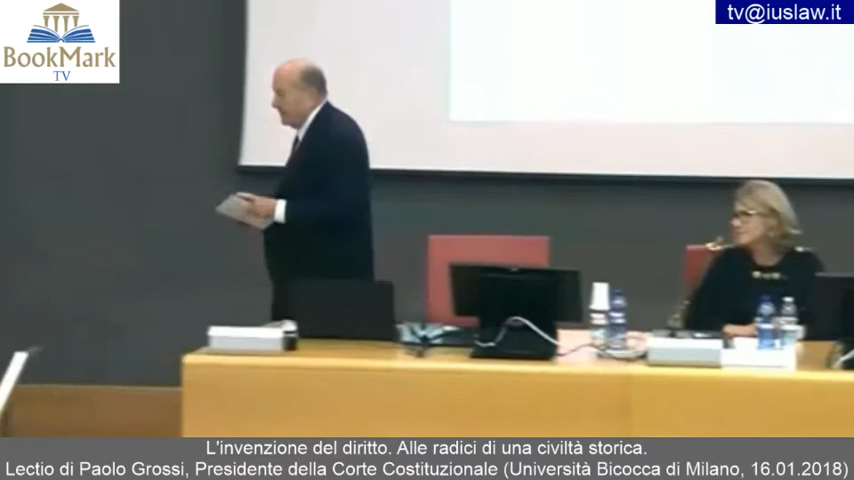 BookMark
TV
tv@iuslaw.it
L'invenzione del diritto. Alle radici di una civiltà storica.
Lectio di Paolo Grossi, Presidente della Corte Costituzionale (Università Bicocca di Milano, 16.01.2018)